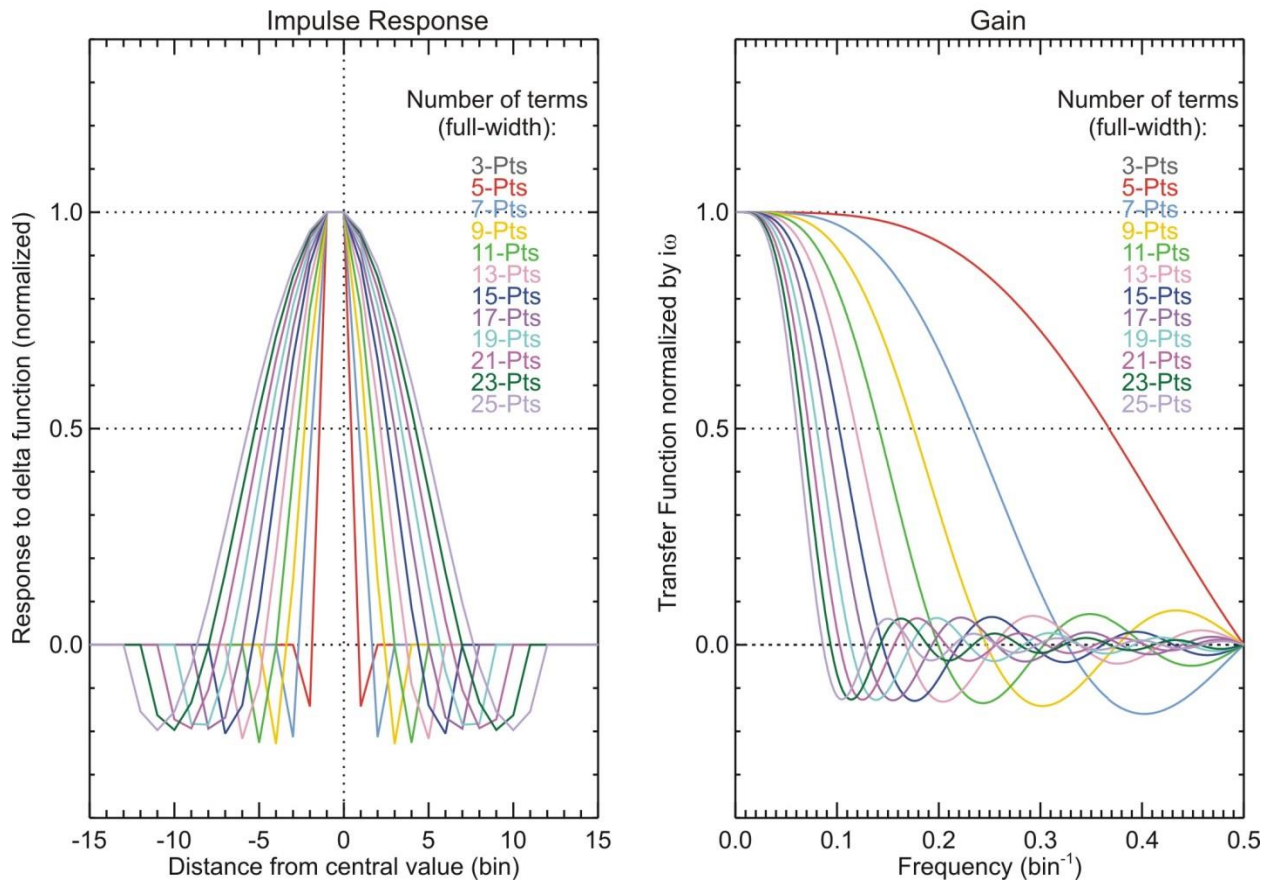 Impulse Response
Response to delta function (normalized)
1.0
0.5
0.0
-15
-10
-5
0
5
10
15
Distance from central value (bin)
Number of terms
(full-width):
3-Pts
5-Pts
7-Pts
9-Pts
11-Pts
13-Pts
15-Pts
17-Pts
19-Pts
21-Pts
23-Pts
25-Pts
Gain
Transfer Function normalized by iω
1.0
0.5
0.0
0.0
0.1
0.2
0.3
0.4
0.5
Frequency (bin⁻¹)
Number of terms
(full-width):
3-Pts
5-Pts
7-Pts
9-Pts
11-Pts
13-Pts
15-Pts
17-Pts
19-Pts
21-Pts
23-Pts
25-Pts